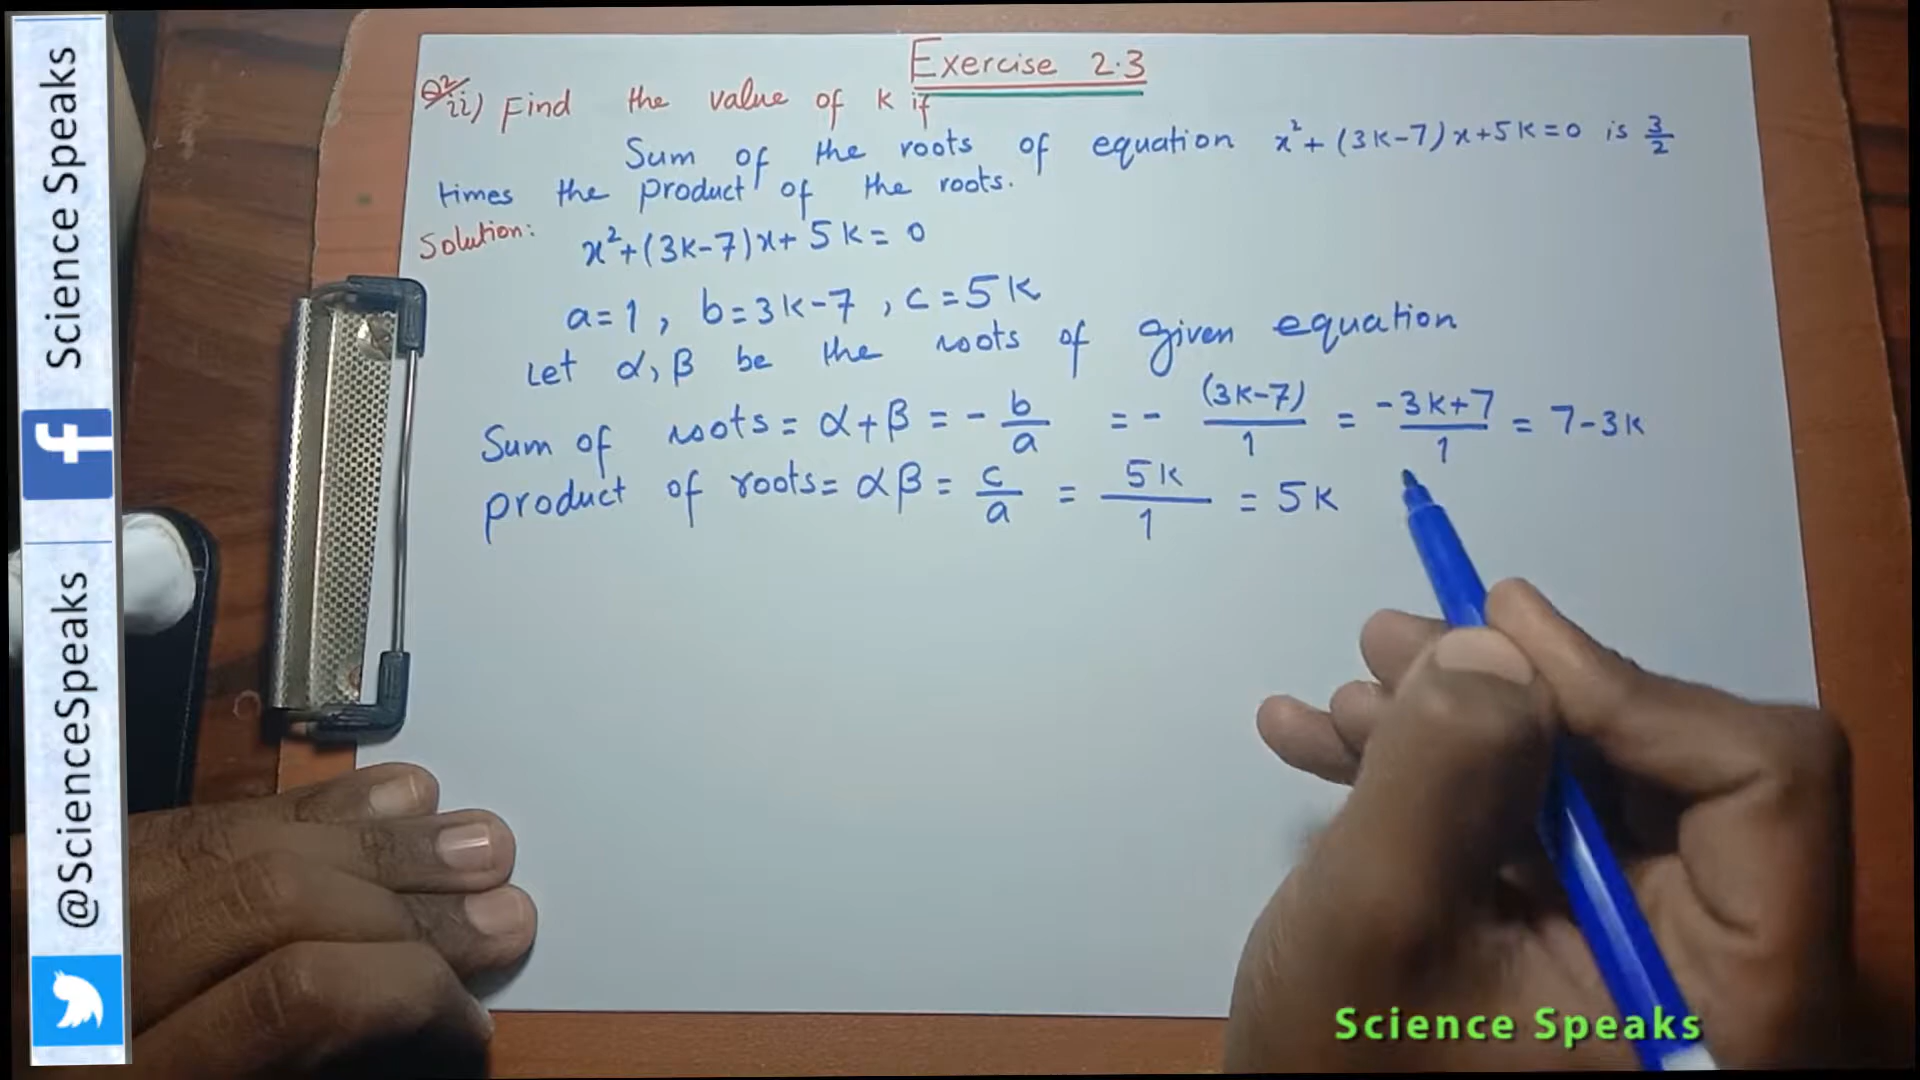 Exercise 2.3
Q2 ii) Find the value of K if
Sum of the roots of equation x² + (3K-7)x+5K=0 is 3/2
times the product of the roots.
Solution:
x²+(3K-7)x+5K=0
a=1, b=3K-7, c=5K
Let α, β be the roots of given equation
Sum of roots = α+β = -b/a = -(3K-7)/1 = -3K+7/1 = 7-3K
product of roots= αβ = c/a = 5K/1 = 5K
Science Speaks
f
@ScienceSpeaks
Science Speaks